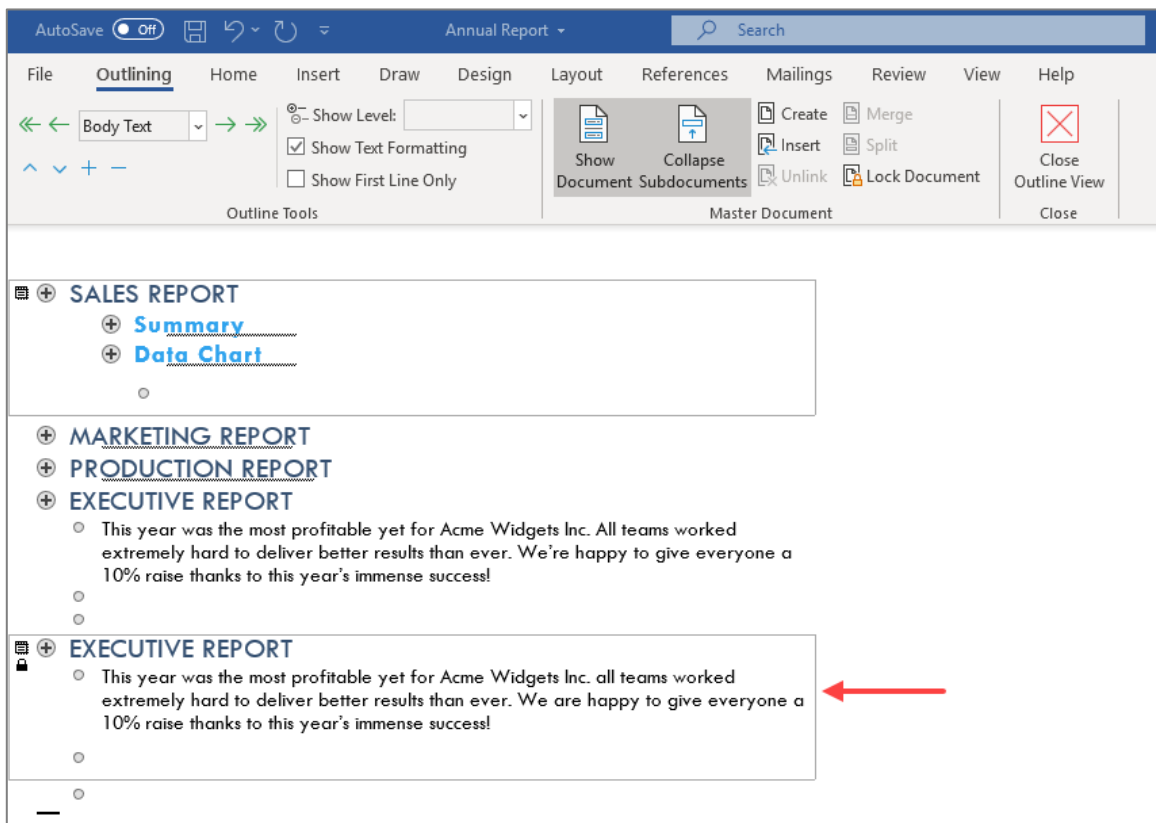 AutoSave Off Annual Report Search
File Outlining Home Insert Draw Design Layout References Mailings Review View Help
Body Text
Show Level:
Show Text Formatting
Show First Line Only
Outline Tools
Show Document
Collapse Subdocuments
Create
Insert
Unlink
Merge
Split
Lock Document
Master Document
Close Outline View
Close
SALES REPORT
Summary
Data Chart
MARKETING REPORT
PRODUCTION REPORT
EXECUTIVE REPORT
This year was the most profitable yet for Acme Widgets Inc. All teams worked
extremely hard to deliver better results than ever. We're happy to give everyone a
10% raise thanks to this year's immense success!
EXECUTIVE REPORT
This year was the most profitable yet for Acme Widgets Inc. all teams worked
extremely hard to deliver better results than ever. We are happy to give everyone a
10% raise thanks to this year's immense success!